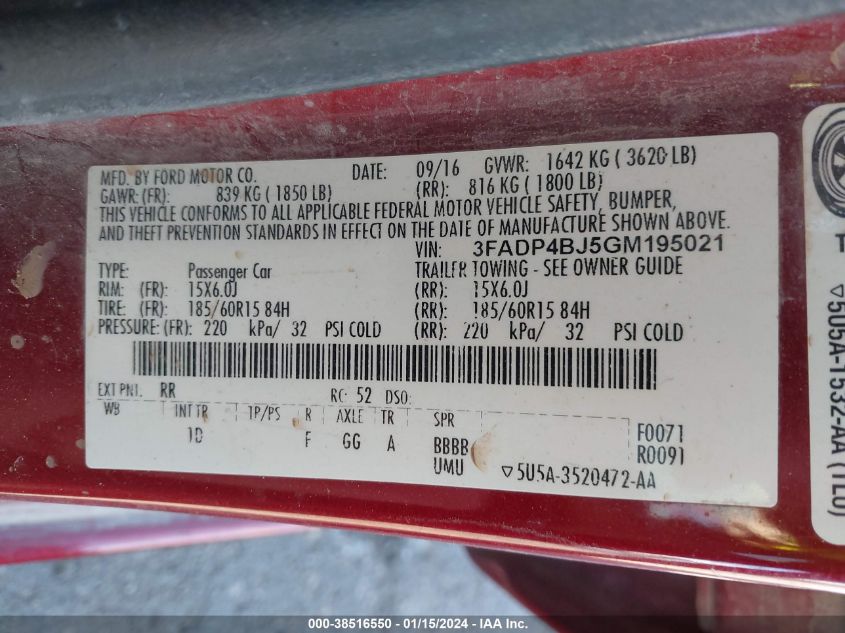 MFD. BY FORD MOTOR CO. DATE: 09/16 GVWR: 1642 KG ( 3620 LB)
GAWR: (FR): 839 KG ( 1850 LB) (RR): 816 KG ( 1800 LB)
THIS VEHICLE CONFORMS TO ALL APPLICABLE FEDERAL MOTOR VEHICLE SAFETY, BUMPER,
AND THEFT PREVENTION STANDARDS IN EFFECT ON THE DATE OF MANUFACTURE SHOWN ABOVE.
VIN: 3FADP4BJ5GM195021
TYPE: Passenger Car TRAILER TOWING - SEE OWNER GUIDE
RIM: (FR): 15X6.0J (RR): 15X6.0J
TIRE: (FR): 185/60R15 84H (RR): 185/60R15 84H
PRESSURE: (FR): 220 kPa/ 32 PSI COLD (RR): 220 kPa/ 32 PSI COLD
EXT PNT: RR RC: 52 DSO:
WB INT TR TP/PS R AXLE TR SPR
1D F GG A BBBB F0071
UMU R0091
▽5U5A-3520472-AA
▽5U5A-1532-AA (TLU)
000-38516550 - 01/15/2024 - IAA Inc.